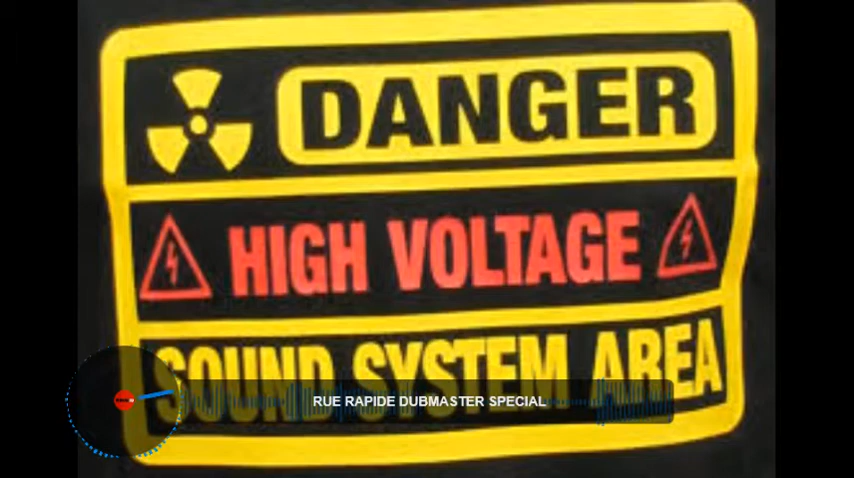 DANGER
HIGH VOLTAGE
SOUND SYSTEM AREA
RUE RAPIDE DUBMASTER SPECIAL